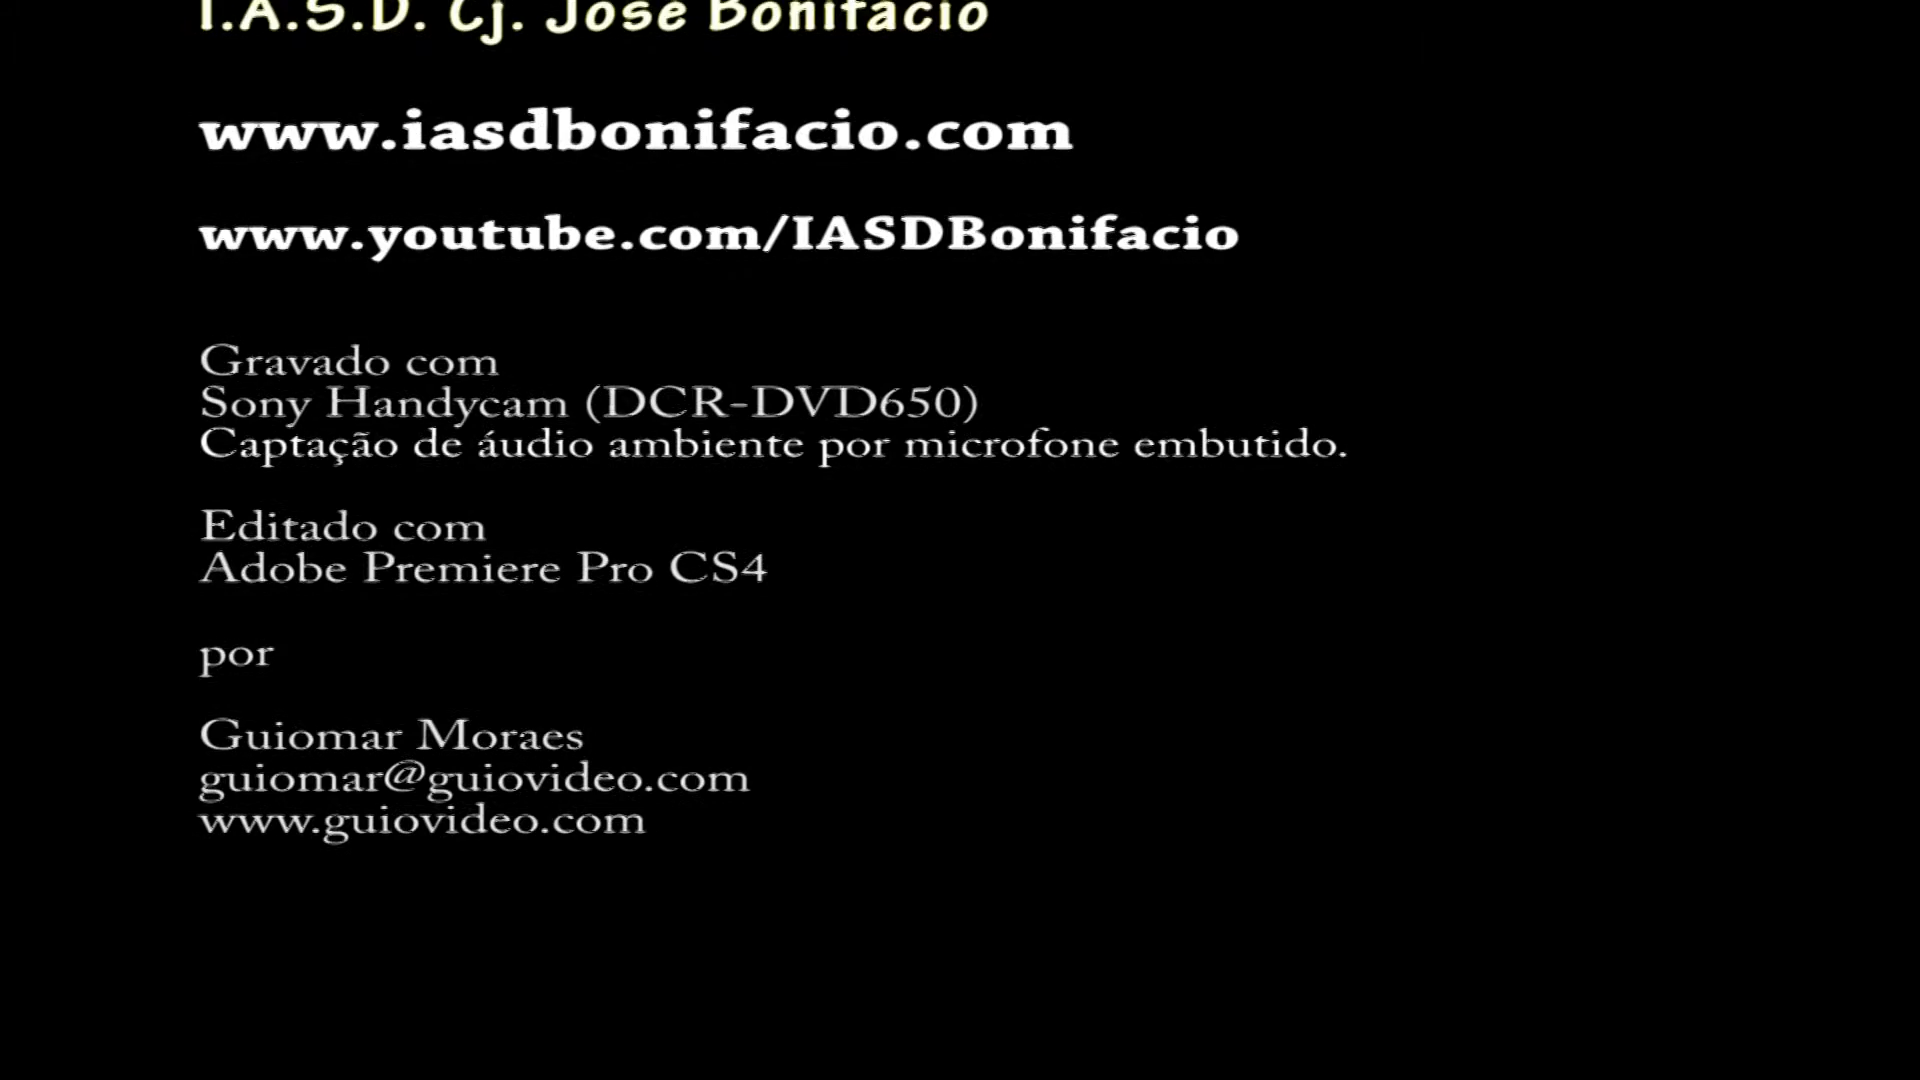 I.A.S.D. Cj. José Bonifácio
www.iasdbonifacio.com
www.youtube.com/IASDBonifacio
Gravado com
Sony Handycam (DCR-DVD650)
Captação de áudio ambiente por microfone embutido.
Editado com
Adobe Premiere Pro CS4
por
Guiomar Moraes
guiomar@guiovideo.com
www.guiovideo.com